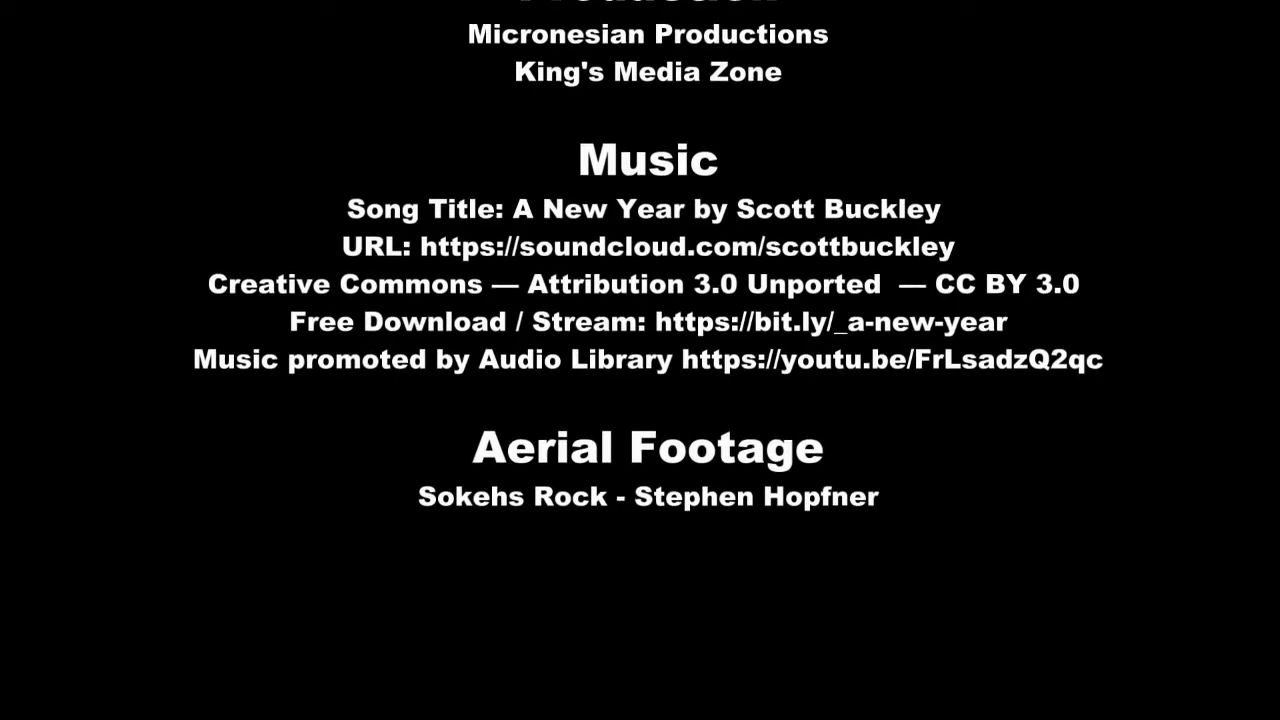 Production
Micronesian Productions
King's Media Zone
Music
Song Title: A New Year by Scott Buckley
URL: https://soundcloud.com/scottbuckley
Creative Commons — Attribution 3.0 Unported  — CC BY 3.0
Free Download / Stream: https://bit.ly/_a-new-year
Music promoted by Audio Library https://youtu.be/FrLsadzQ2qc
Aerial Footage
Sokehs Rock - Stephen Hopfner